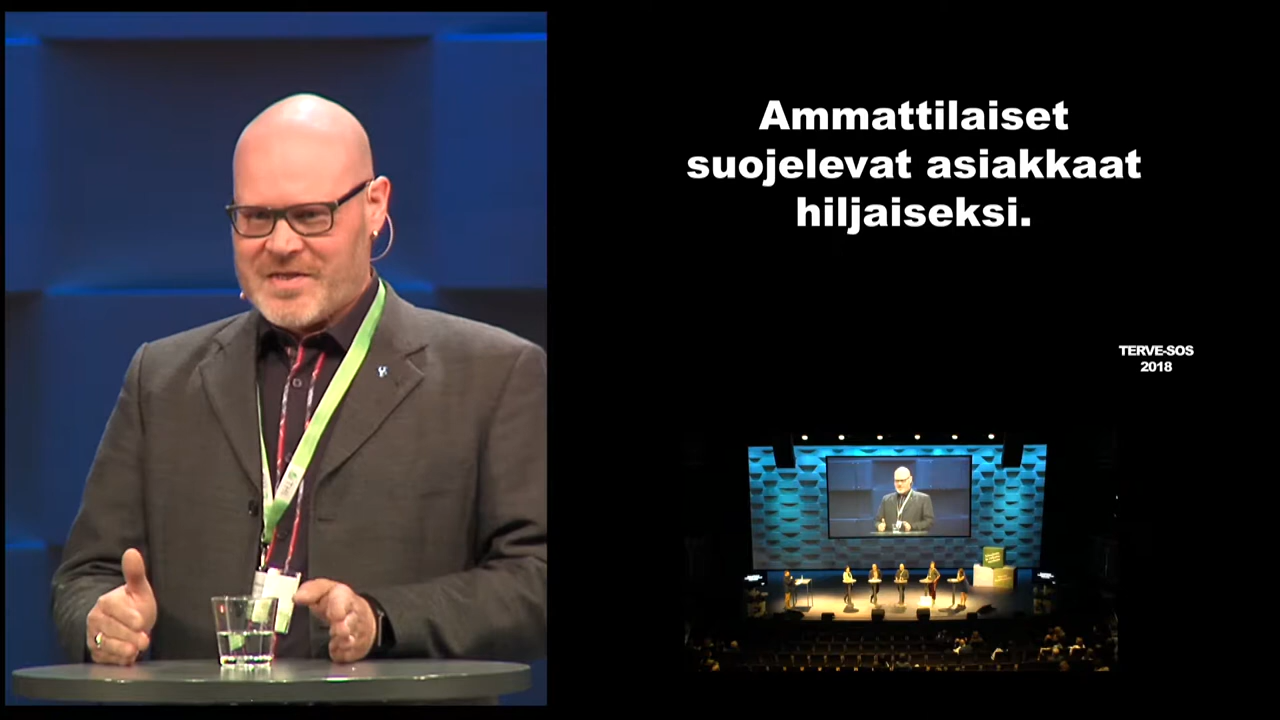 Ammattilaiset
suojelevat asiakkaat
hiljaiseksi.
TERVE-SOS
2018